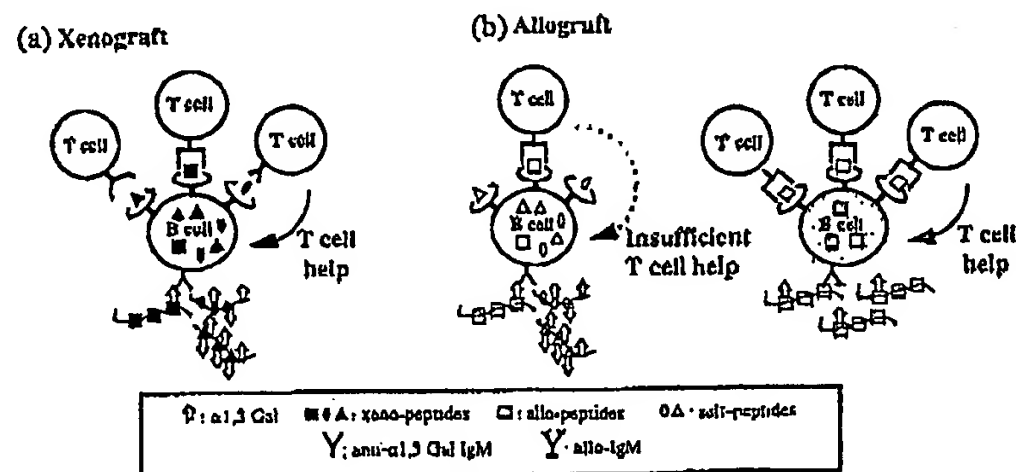 (a) Xenograft
(b) Allograft
T cell
T cell
T cell
B cell
T cell
help
T cell
B cell
Insufficient
T cell help
T cell
T cell
T cell
B cell
T cell
help
⇧: α1,3 Gal ■⬮▲: xeno-peptides □: allo-peptides 0△ · self-peptides
Y: anti-α1,3 Gal IgM Y · allo-IgM